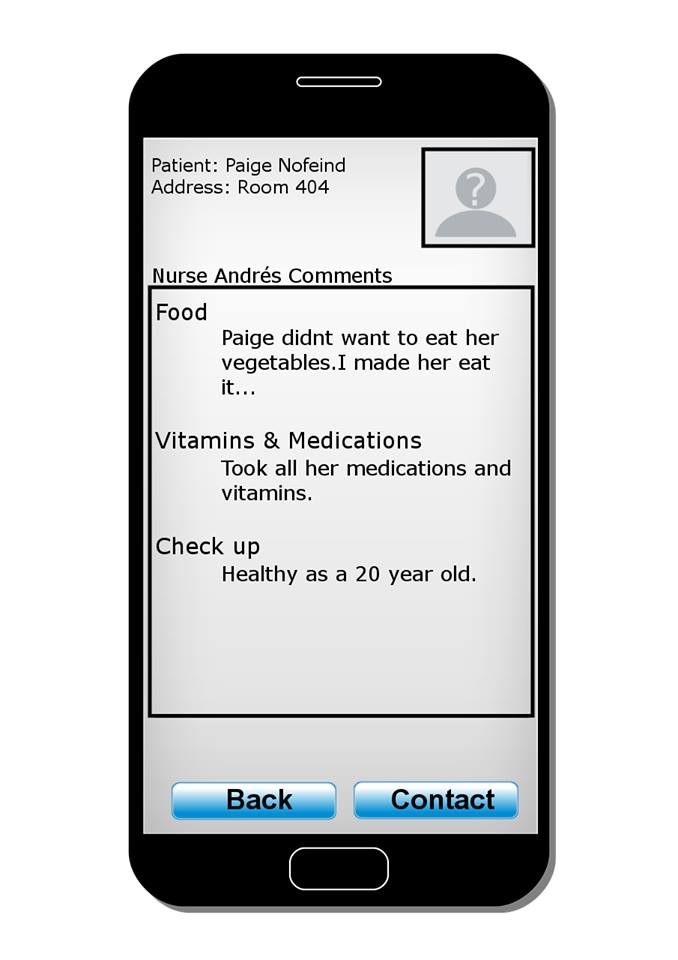 Patient: Paige Nofeind
Address: Room 404
?
Nurse Andrés Comments
Food
Paige didnt want to eat her
vegetables.I made her eat
it...
Vitamins & Medications
Took all her medications and
vitamins.
Check up
Healthy as a 20 year old.
Back
Contact